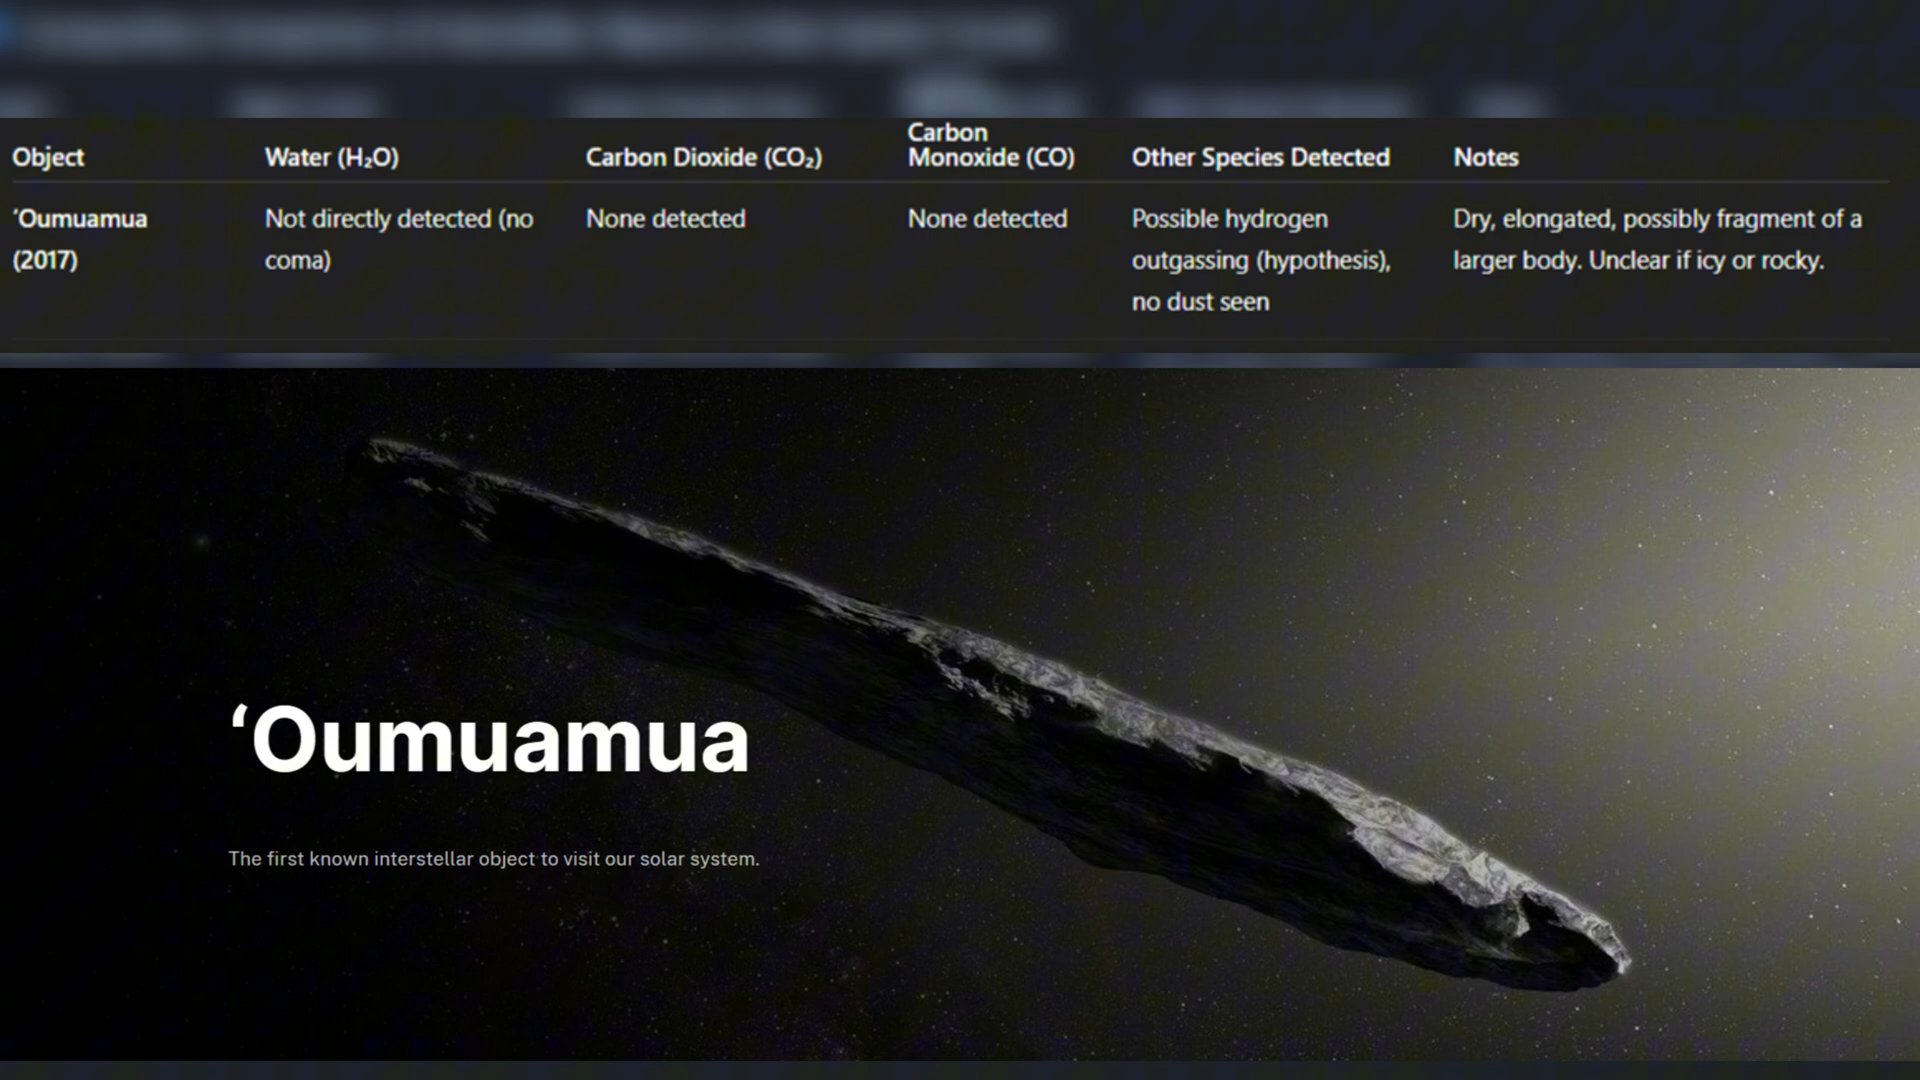 Object Water (H₂O) Carbon Dioxide (CO₂) Carbon Monoxide (CO) Other Species Detected Notes
‘Oumuamua (2017)
Not directly detected (no coma)
None detected
None detected
Possible hydrogen outgassing (hypothesis), no dust seen
Dry, elongated, possibly fragment of a larger body. Unclear if icy or rocky.
‘Oumuamua
The first known interstellar object to visit our solar system.